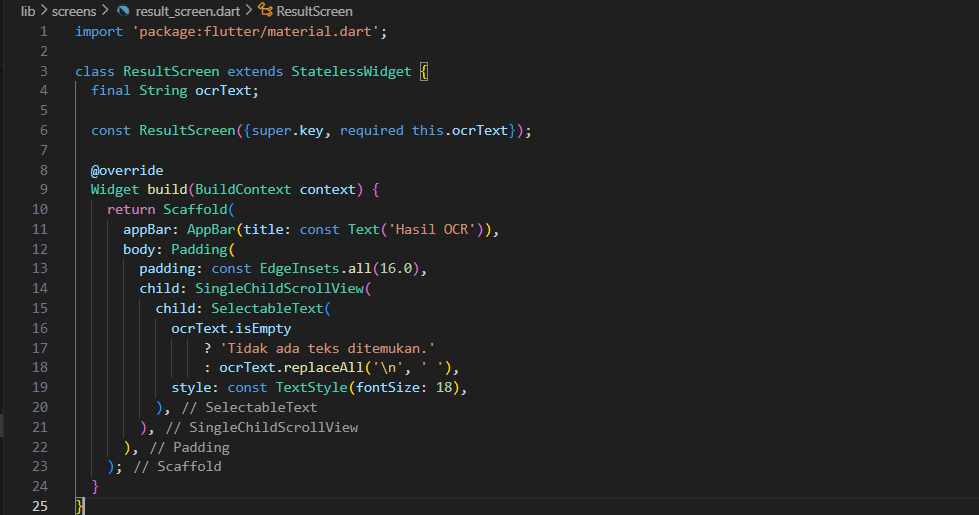 lib > screens > result_screen.dart > ResultScreen
1 import 'package:flutter/material.dart';
2
3 class ResultScreen extends StatelessWidget {
4 final String ocrText;
5
6 const ResultScreen({super.key, required this.ocrText});
7
8 @override
9 Widget build(BuildContext context) {
10 return Scaffold(
11 appBar: AppBar(title: const Text('Hasil OCR')),
12 body: Padding(
13 padding: const EdgeInsets.all(16.0),
14 child: SingleChildScrollView(
15 child: SelectableText(
16 ocrText.isEmpty
17 ? 'Tidak ada teks ditemukan.'
18 : ocrText.replaceAll('\n', ' '),
19 style: const TextStyle(fontSize: 18),
20 ), // SelectableText
21 ), // SingleChildScrollView
22 ), // Padding
23 ); // Scaffold
24 }
25 }